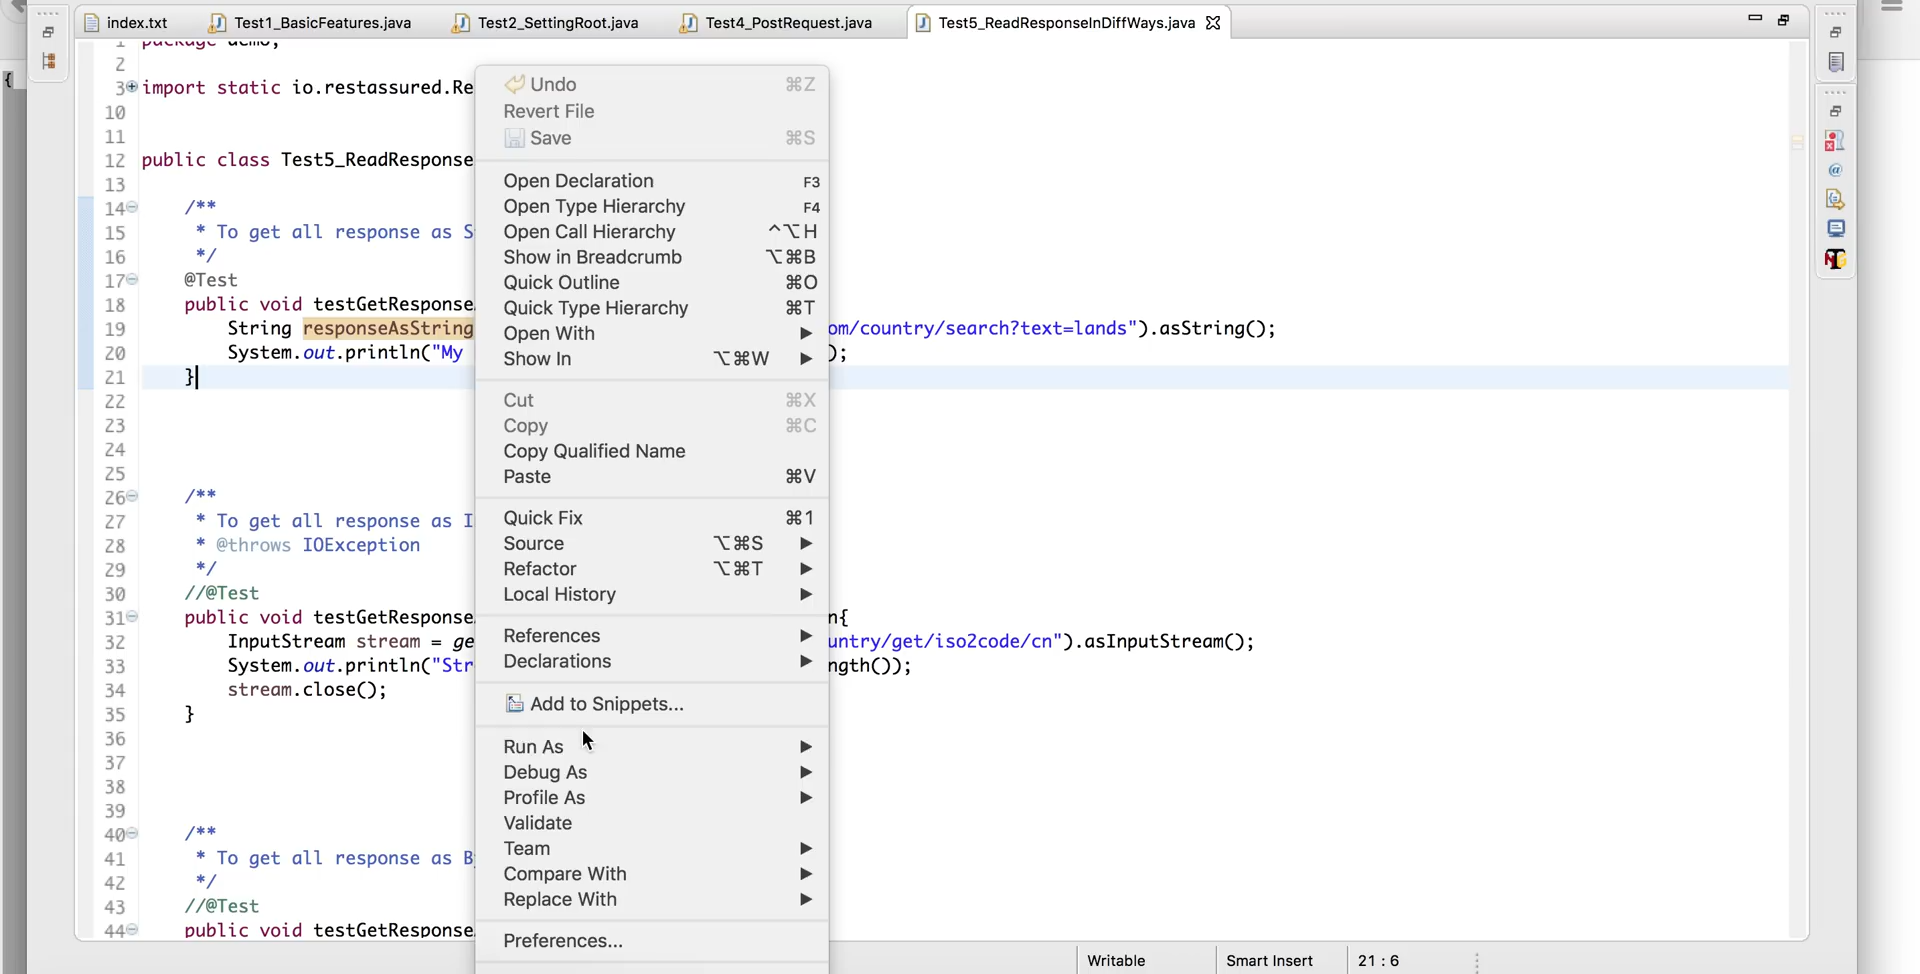 index.txt
Test1_BasicFeatures.java
Test2_SettingRoot.java
Test4_PostRequest.java
Test5_ReadResponseInDiffWays.java
{
1 package demo;
2
3 import static io.restassured.Re
10
11
12 public class Test5_ReadResponse
13
14 /**
15 * To get all response as S
16 */
17 @Test
18 public void testGetResponse
19 String responseAsString om/country/search?text=lands").asString();
20 System.out.println("My );
21 }
22
23
24
25
26 /**
27 * To get all response as I
28 * @throws IOException
29 */
30 //@Test
31 public void testGetResponse n{
32 InputStream stream = ge untry/get/iso2code/cn").asInputStream();
33 System.out.println("Str ngth());
34 stream.close();
35 }
36
37
38
39
40 /**
41 * To get all response as B
42 */
43 //@Test
44 public void testGetResponse
Undo ⌘Z
Revert File
Save ⌘S
Open Declaration F3
Open Type Hierarchy F4
Open Call Hierarchy ^⌥H
Show in Breadcrumb ⌥⌘B
Quick Outline ⌘O
Quick Type Hierarchy ⌘T
Open With
Show In ⌥⌘W
Cut ⌘X
Copy ⌘C
Copy Qualified Name
Paste ⌘V
Quick Fix ⌘1
Source ⌥⌘S
Refactor ⌥⌘T
Local History
References
Declarations
Add to Snippets...
Run As
Debug As
Profile As
Validate
Team
Compare With
Replace With
Preferences...
Writable
Smart Insert
21 : 6